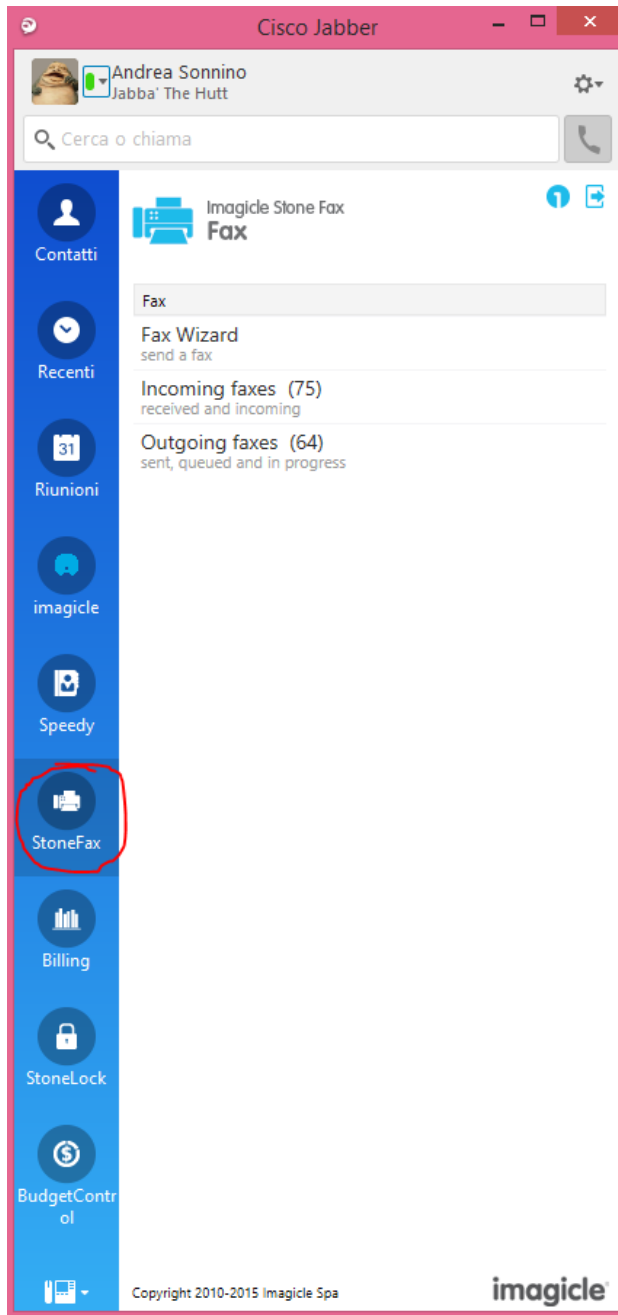 Cisco Jabber
Andrea Sonnino
Jabba' The Hutt
Cerca o chiama
Contatti
Recenti
31
Riunioni
imagicle
Speedy
StoneFax
Billing
StoneLock
BudgetContr
ol
Imagicle Stone Fax
Fax
Fax
Fax Wizard
send a fax
Incoming faxes (75)
received and incoming
Outgoing faxes (64)
sent, queued and in progress
Copyright 2010-2015 Imagicle Spa
imagicle